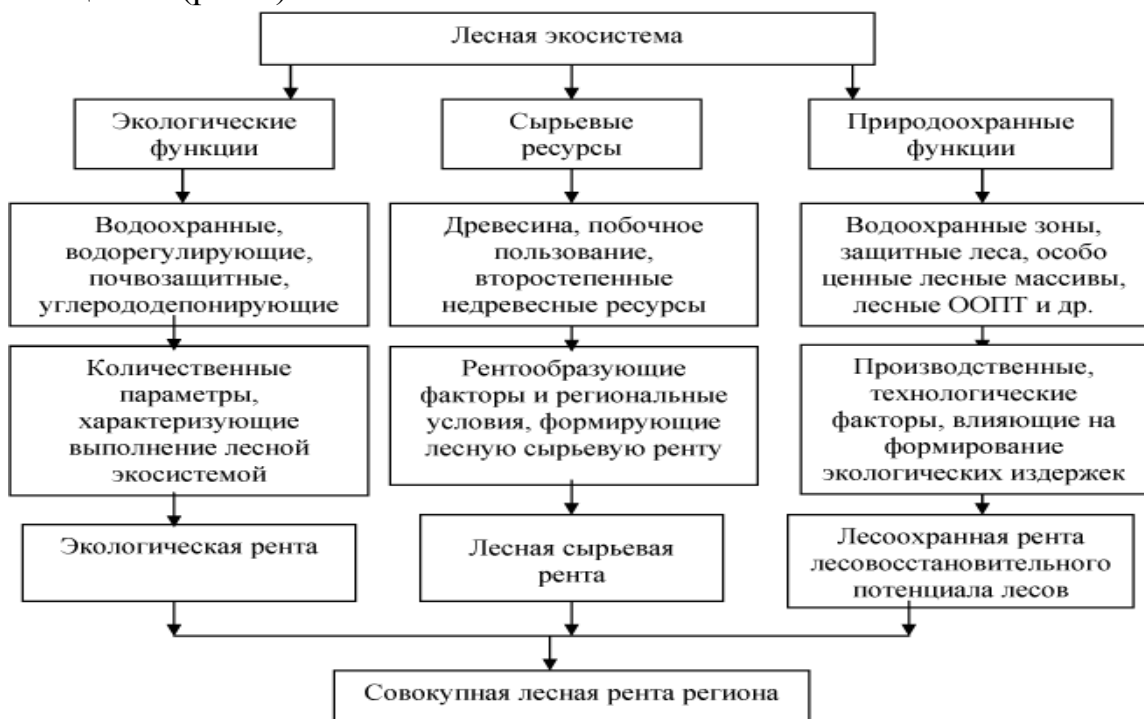 Лесная экосистема
Экологические
функции
Сырьевые
ресурсы
Природоохранные
функции
Водоохранные,
водорегулирующие,
почвозащитные,
углерододепонирующие
Древесина, побочное
пользование,
второстепенные
недревесные ресурсы
Водоохранные зоны,
защитные леса, особо
ценные лесные массивы,
лесные ООПТ и др.
Количественные
параметры,
характеризующие
выполнение лесной
экосистемой
Рентообразующие
факторы и региональные
условия, формирующие
лесную сырьевую ренту
Производственные,
технологические
факторы, влияющие на
формирование
экологических издержек
Экологическая рента
Лесная сырьевая
рента
Лесоохранная рента
лесовосстановительного
потенциала лесов
Совокупная лесная рента региона